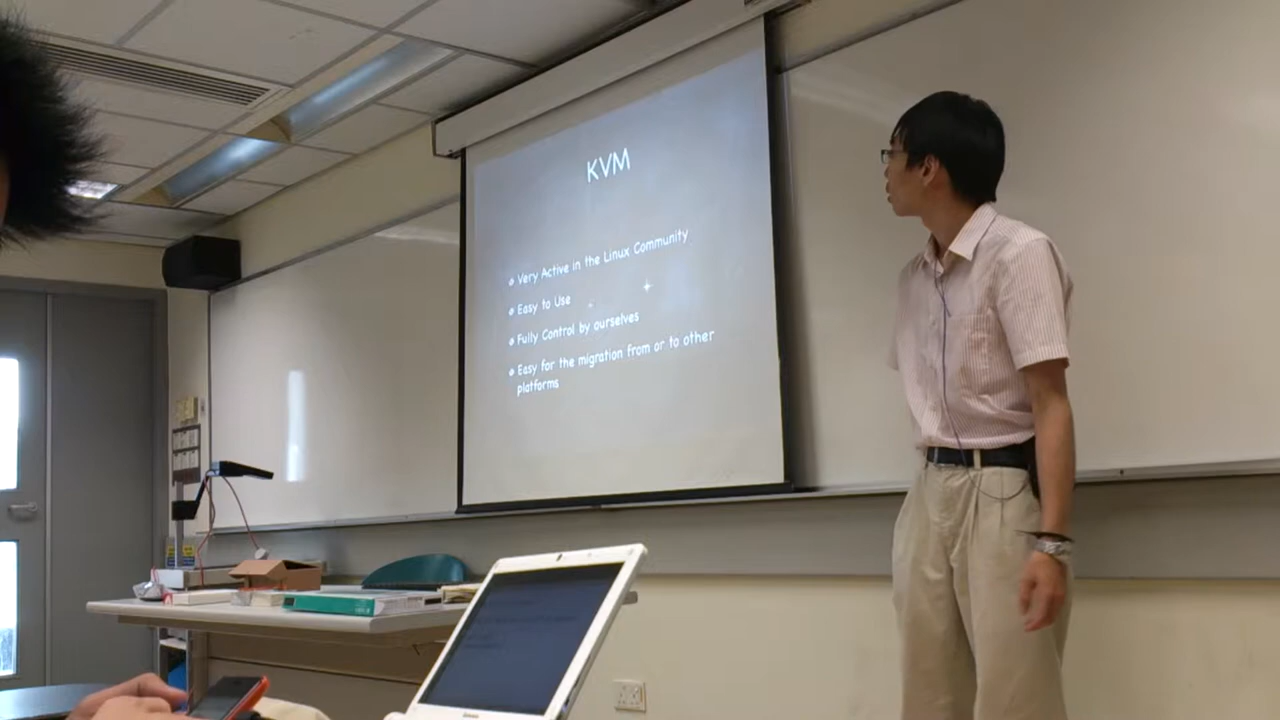 KVM
Very Active in the Linux Community
Easy to Use
Fully Control by ourselves
Easy for the migration from or to other
platforms